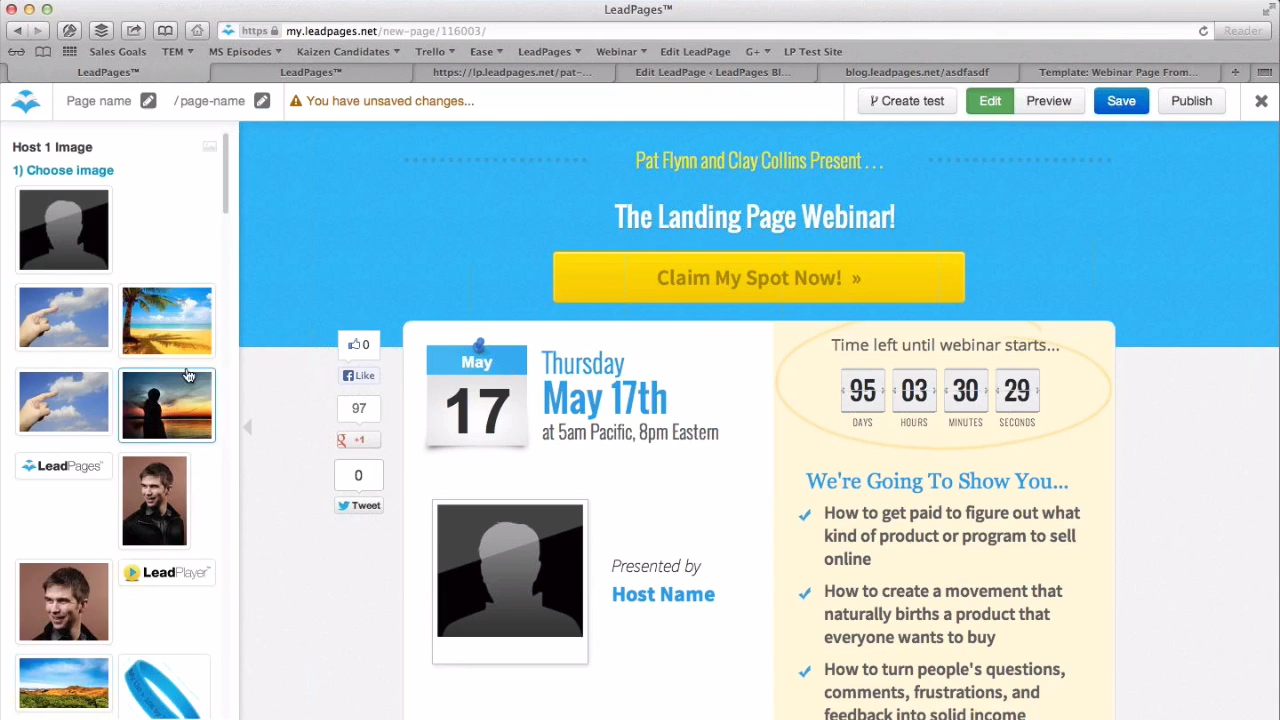 LeadPages™
https my.leadpages.net/new-page/116003/ Reader
Sales Goals TEM MS Episodes Kaizen Candidates Trello Ease LeadPages Webinar Edit LeadPage G+ LP Test Site
LeadPages™ LeadPages™ https://lp.leadpages.net/pat-... Edit LeadPage ‹ LeadPages Bl... blog.leadpages.net/asdfasdf Template: Webinar Page From...
Page name /page-name You have unsaved changes... Create test Edit Preview Save Publish
Host 1 Image
1) Choose image
LeadPages™
LeadPlayer™
Pat Flynn and Clay Collins Present . . .
The Landing Page Webinar!
Claim My Spot Now! »
0
Like
97
g +1
0
Tweet
May
17
Thursday
May 17th
at 5am Pacific, 8pm Eastern
Presented by
Host Name
Time left until webinar starts...
95 03 30 29
DAYS HOURS MINUTES SECONDS
We're Going To Show You...
How to get paid to figure out what
kind of product or program to sell
online
How to create a movement that
naturally births a product that
everyone wants to buy
How to turn people's questions,
comments, frustrations, and
feedback into solid income